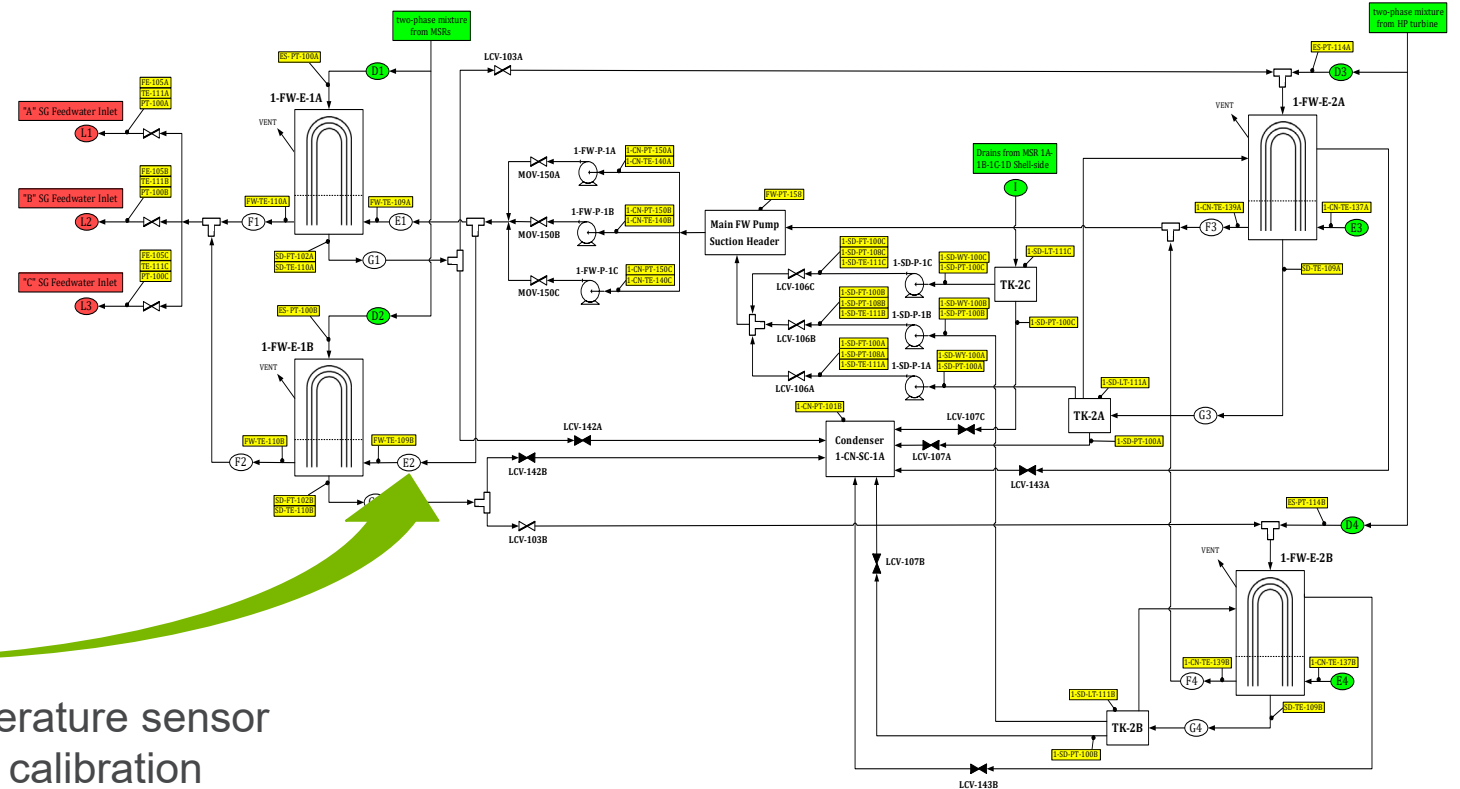 two-phase mixture
from MSRs
two-phase mixture
from HP turbine
ES-PT-100A
D1
LCV-103A
ES-PT-114A
D3
FE-105A
TE-111A
PT-100A
"A" SG Feedwater Inlet
L1
1-FW-E-1A
VENT
1-FW-E-2A
VENT
1-FW-P-1A
1-CN-PT-150A
1-CN-TE-140A
MOV-150A
Drains from MSR 1A-
1B-1C-1D Shell-side
I
FE-105B
TE-111B
PT-100B
"B" SG Feedwater Inlet
L2
F1
FW-TE-110A
FW-TE-109A
E1
1-FW-P-1B
1-CN-PT-150B
1-CN-TE-140B
MOV-150B
FW-PT-158
Main FW Pump
Suction Header
1-CN-TE-139A
F3
1-CN-TE-137A
E3
SD-FT-102A
SD-TE-110A
G1
SD-TE-109A
FE-105C
TE-111C
PT-100C
"C" SG Feedwater Inlet
L3
1-FW-P-1C
1-CN-PT-150C
1-CN-TE-140C
MOV-150C
1-SD-FT-100C
1-SD-PT-108C
1-SD-TE-111C
LCV-106C
1-SD-P-1C
1-SD-WY-100C
1-SD-PT-100C
1-SD-LT-111C
TK-2C
1-SD-PT-100C
ES-PT-100B
D2
1-SD-FT-100B
1-SD-PT-108B
1-SD-TE-111B
LCV-106B
1-SD-P-1B
1-SD-WY-100B
1-SD-PT-100B
1-FW-E-1B
VENT
1-SD-FT-100A
1-SD-PT-108A
1-SD-TE-111A
LCV-106A
1-SD-P-1A
1-SD-WY-100A
1-SD-PT-100A
1-SD-LT-111A
TK-2A
G3
1-SD-PT-100A
1-CN-PT-101B
Condenser
1-CN-SC-1A
LCV-142A
LCV-107C
LCV-107A
LCV-143A
FW-TE-110B
F2
FW-TE-109B
E2
LCV-142B
SD-FT-102B
SD-TE-110B
LCV-103B
ES-PT-114B
D4
LCV-107B
VENT
1-FW-E-2B
1-CN-TE-139B
F4
1-CN-TE-137B
E4
SD-TE-109B
1-SD-LT-111B
TK-2B
G4
1-SD-PT-100B
LCV-143B
erature sensor
calibration